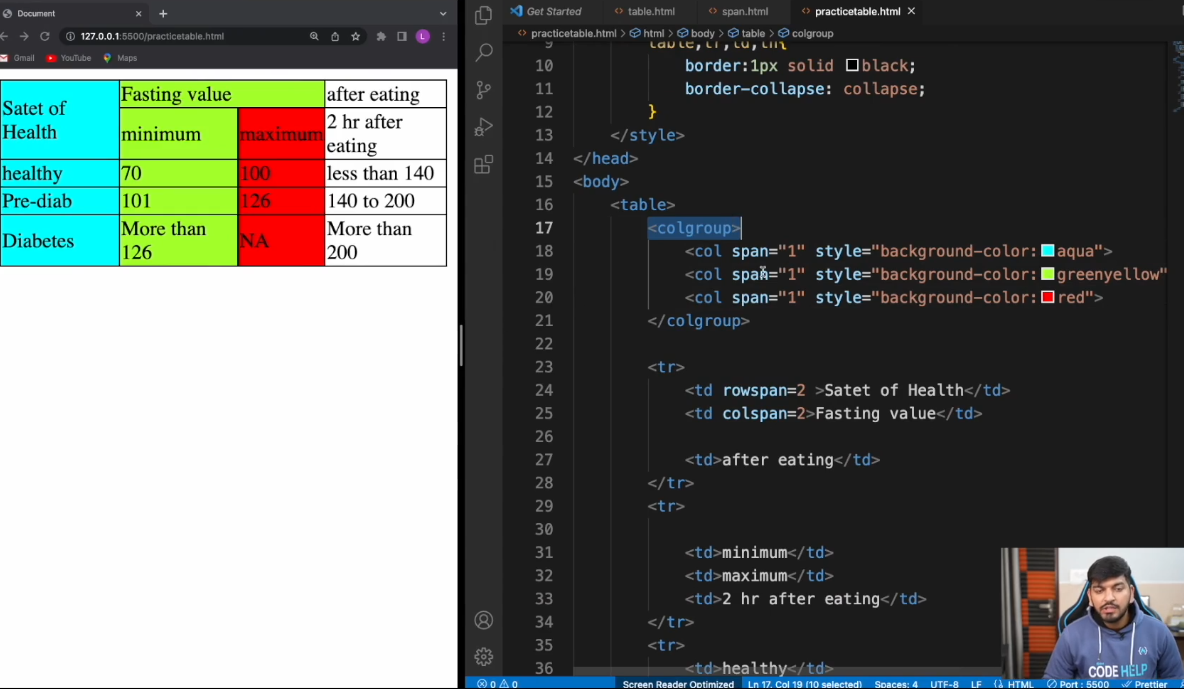 Document
127.0.0.1:5500/practicetable.html
L
Gmail
YouTube
Maps
Satet of Health
Fasting value
after eating
minimum
maximum
2 hr after eating
healthy
70
100
less than 140
Pre-diab
101
126
140 to 200
Diabetes
More than 126
NA
More than 200
Get Started
table.html
span.html
practicetable.html
practicetable.html > html > body > table > colgroup
9 table,tr,td,th{
10 border:1px solid black;
11 border-collapse: collapse;
12 }
13 </style>
14 </head>
15 <body>
16 <table>
17 <colgroup>
18 <col span="1" style="background-color:aqua">
19 <col span="1" style="background-color:greenyellow"
20 <col span="1" style="background-color:red">
21 </colgroup>
22
23 <tr>
24 <td rowspan=2 >Satet of Health</td>
25 <td colspan=2>Fasting value</td>
26
27 <td>after eating</td>
28 </tr>
29 <tr>
30
31 <td>minimum</td>
32 <td>maximum</td>
33 <td>2 hr after eating</td>
34 </tr>
35 <tr>
36 <td>healthy</td>
CODE HELP
0 0 Screen Reader Optimized Ln 17, Col 19 (10 selected) Spaces: 4 UTF-8 LF HTML Port : 5500 Prettier